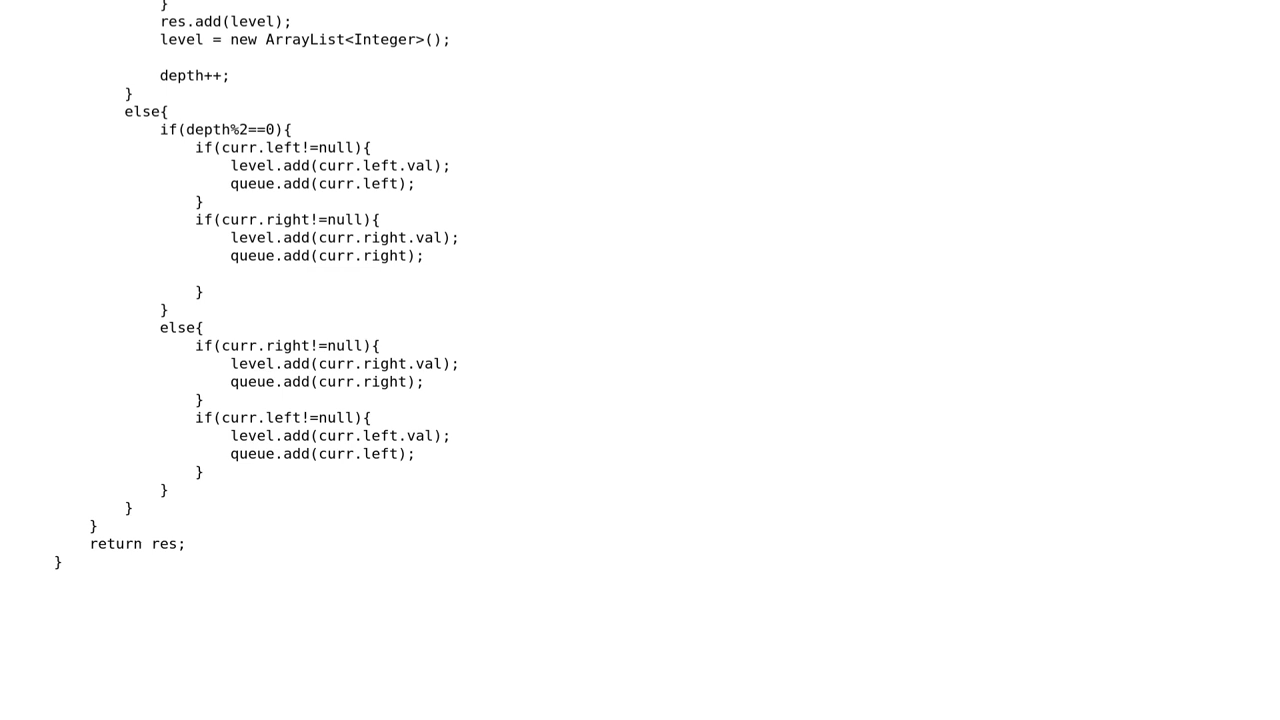 }
                res.add(level);
                level = new ArrayList<Integer>();

                depth++;
            }
            else{
                if(depth%2==0){
                    if(curr.left!=null){
                        level.add(curr.left.val);
                        queue.add(curr.left);
                    }
                    if(curr.right!=null){
                        level.add(curr.right.val);
                        queue.add(curr.right);

                    }
                }
                else{
                    if(curr.right!=null){
                        level.add(curr.right.val);
                        queue.add(curr.right);
                    }
                    if(curr.left!=null){
                        level.add(curr.left.val);
                        queue.add(curr.left);
                    }
                }
            }
        }
        return res;
    }